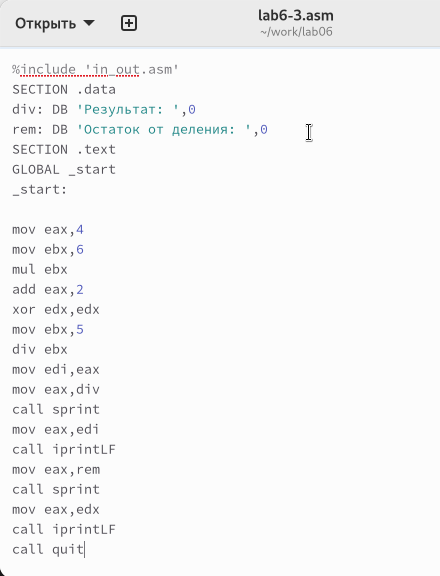 Открыть
lab6-3.asm
~/work/lab06
%include 'in_out.asm'
SECTION .data
div: DB 'Результат: ',0
rem: DB 'Остаток от деления: ',0
SECTION .text
GLOBAL _start
_start:
mov eax,4
mov ebx,6
mul ebx
add eax,2
xor edx,edx
mov ebx,5
div ebx
mov edi,eax
mov eax,div
call sprint
mov eax,edi
call iprintLF
mov eax,rem
call sprint
mov eax,edx
call iprintLF
call quit